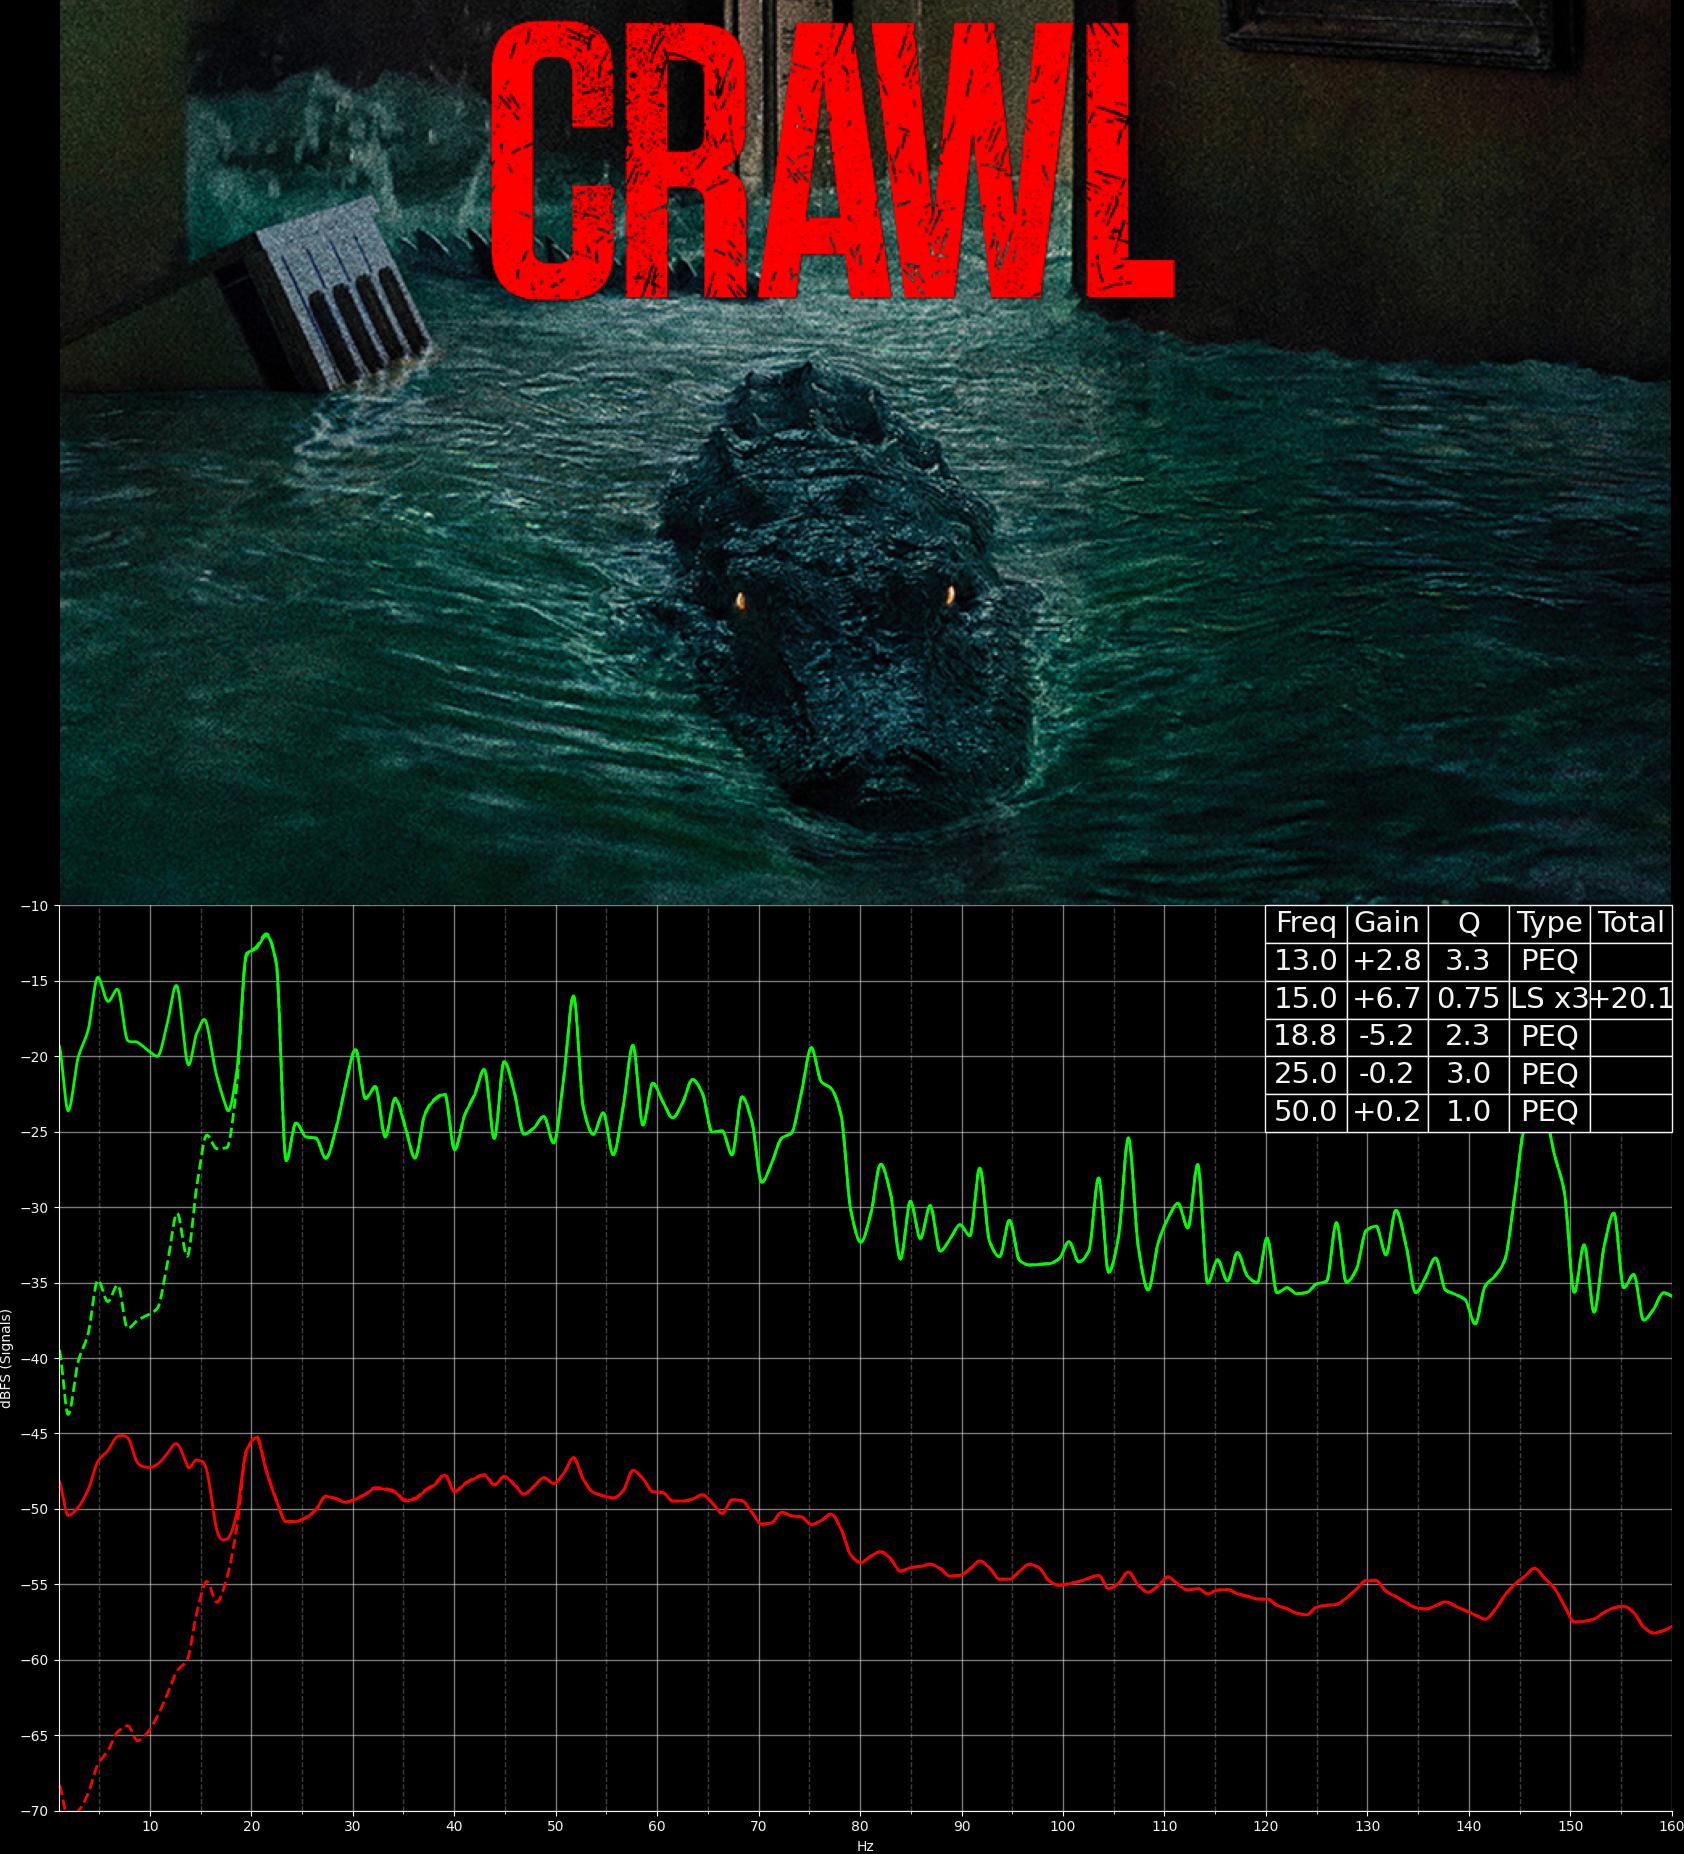 CRAWL
Freq Gain Q Type Total
13.0 +2.8 3.3 PEQ
15.0 +6.7 0.75 LS x3 +20.1
18.8 -5.2 2.3 PEQ
25.0 -0.2 3.0 PEQ
50.0 +0.2 1.0 PEQ
−10
−15
−20
−25
−30
−35
−40
−45
−50
−55
−60
−65
−70
dBFS (Signals)
10 20 30 40 50 60 70 80 90 100 110 120 130 140 150 160
Hz